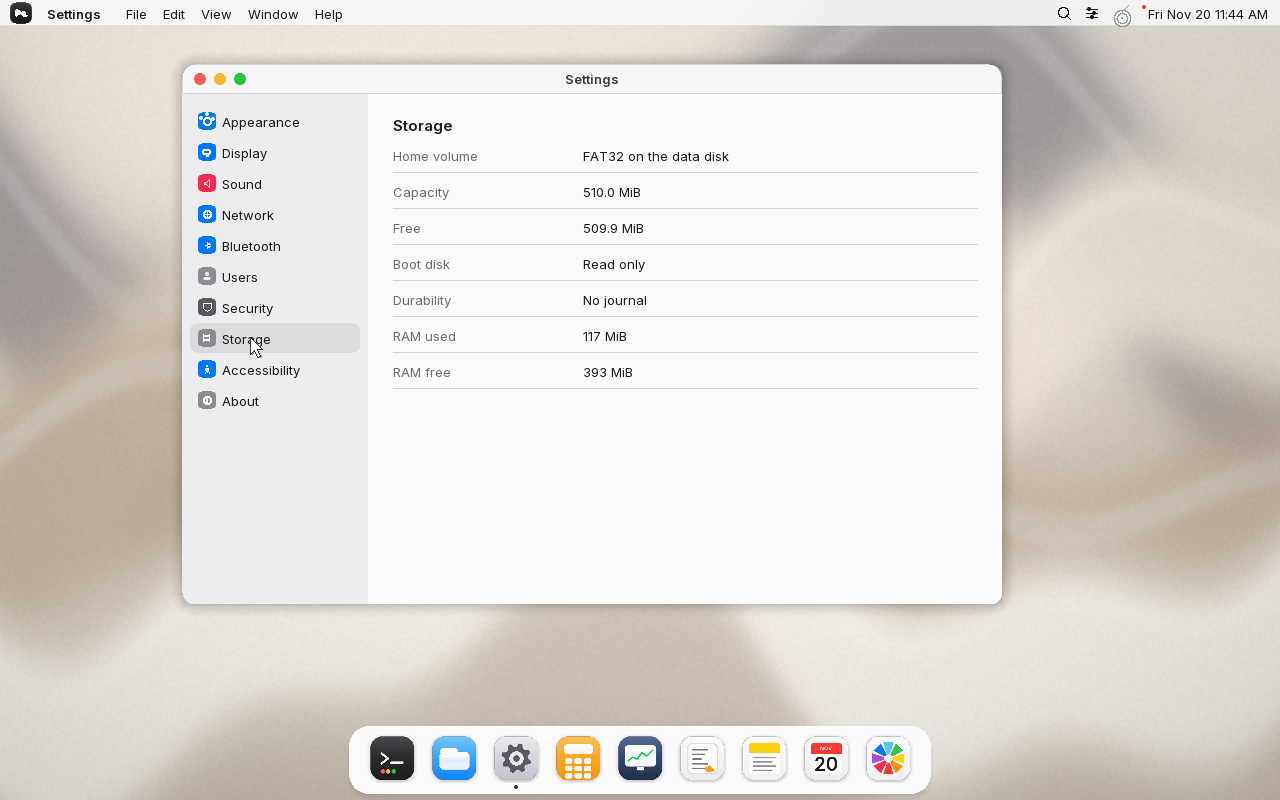 Settings File Edit View Window Help Fri Nov 20 11:44 AM
Settings
Appearance
Display
Sound
Network
Bluetooth
Users
Security
Storage
Accessibility
About
Storage
Home volume FAT32 on the data disk
Capacity 510.0 MiB
Free 509.9 MiB
Boot disk Read only
Durability No journal
RAM used 117 MiB
RAM free 393 MiB
NOV
20